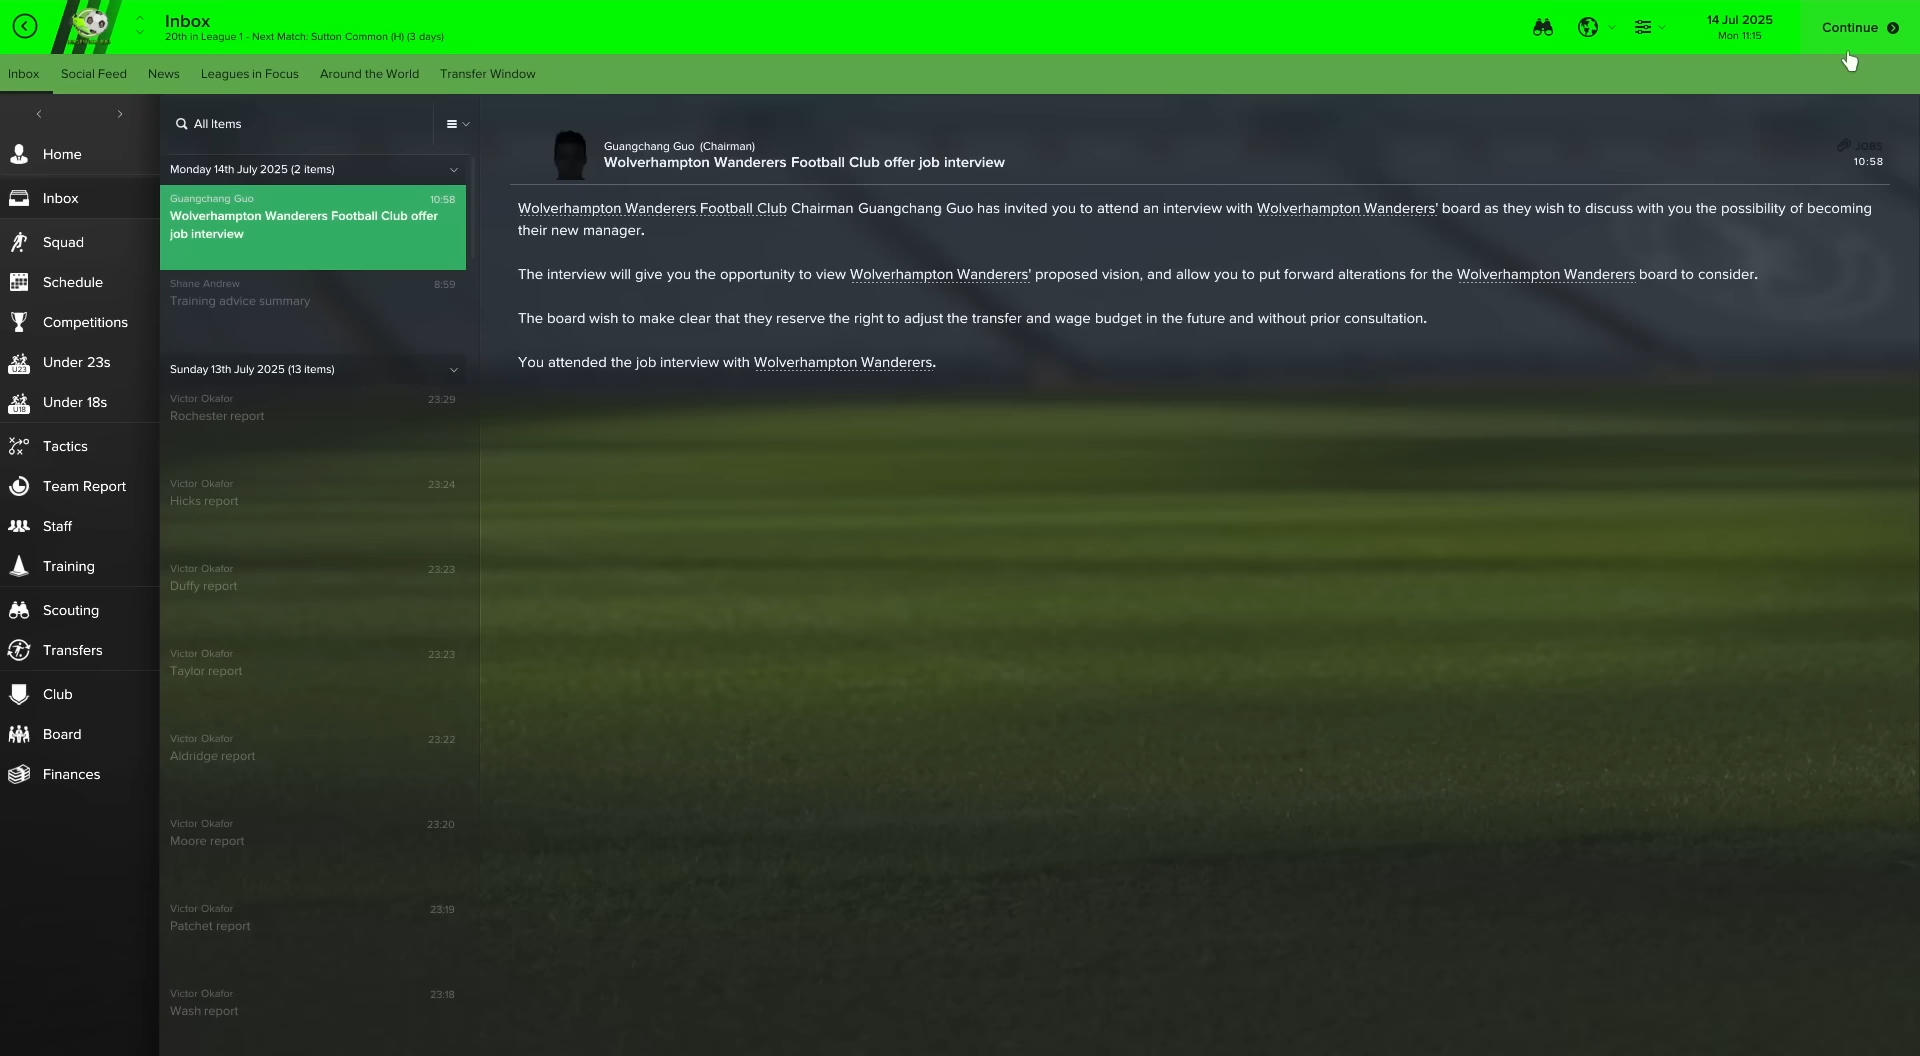 Inbox
20th in League 1 - Next Match: Sutton Common (H) (3 days)
14 Jul 2025
Mon 11:15
Continue
Inbox
Social Feed
News
Leagues in Focus
Around the World
Transfer Window
Home
Inbox
Squad
Schedule
Competitions
U23
Under 23s
U18
Under 18s
Tactics
Team Report
Staff
Training
Scouting
Transfers
Club
Board
Finances
All Items
Monday 14th July 2025 (2 items)
Guangchang Guo 10:58
Wolverhampton Wanderers Football Club offer
job interview
Shane Andrew 8:59
Training advice summary
Sunday 13th July 2025 (13 items)
Victor Okafor 23:29
Rochester report
Victor Okafor 23:24
Hicks report
Victor Okafor 23:23
Duffy report
Victor Okafor 23:23
Taylor report
Victor Okafor 23:22
Aldridge report
Victor Okafor 23:20
Moore report
Victor Okafor 23:19
Patchet report
Victor Okafor 23:18
Wash report
Guangchang Guo (Chairman)
Wolverhampton Wanderers Football Club offer job interview
JOBS
10:58
Wolverhampton Wanderers Football Club Chairman Guangchang Guo has invited you to attend an interview with Wolverhampton Wanderers' board as they wish to discuss with you the possibility of becoming
their new manager.
The interview will give you the opportunity to view Wolverhampton Wanderers' proposed vision, and allow you to put forward alterations for the Wolverhampton Wanderers board to consider.
The board wish to make clear that they reserve the right to adjust the transfer and wage budget in the future and without prior consultation.
You attended the job interview with Wolverhampton Wanderers.